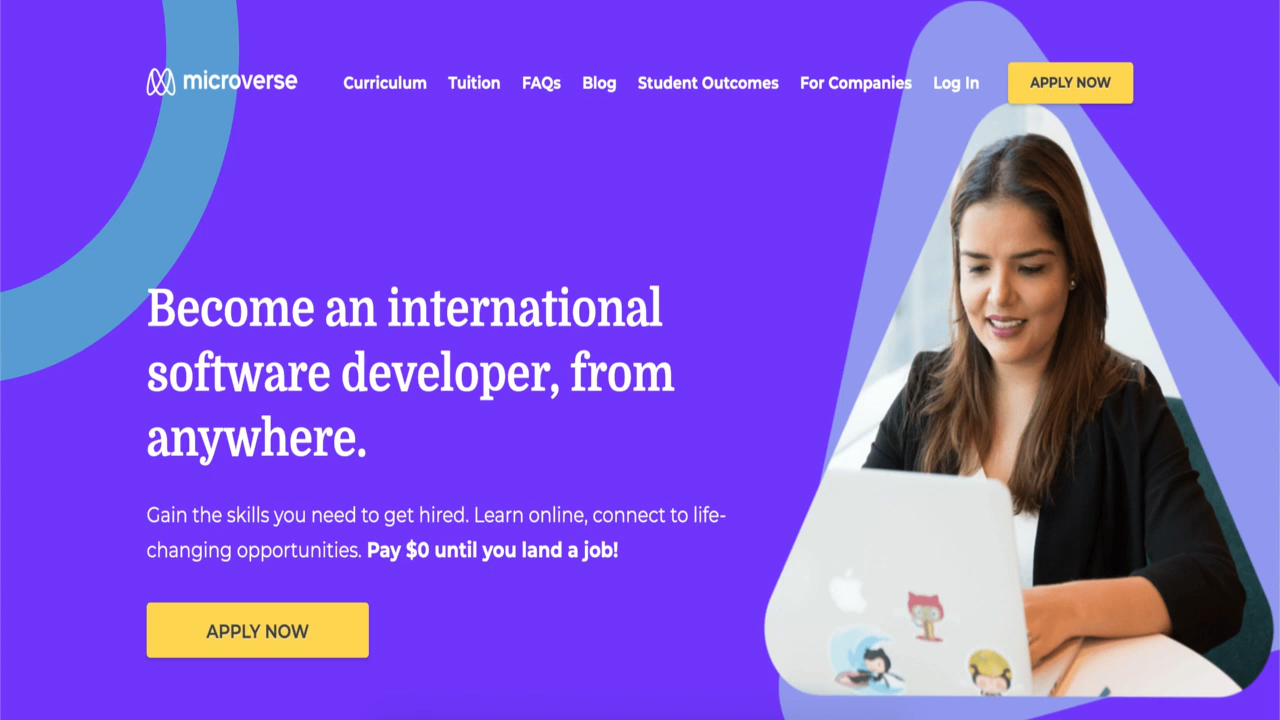 microverse Curriculum Tuition FAQs Blog Student Outcomes For Companies Log In APPLY NOW
Become an international
software developer, from
anywhere.
Gain the skills you need to get hired. Learn online, connect to life-
changing opportunities. Pay $0 until you land a job!
APPLY NOW